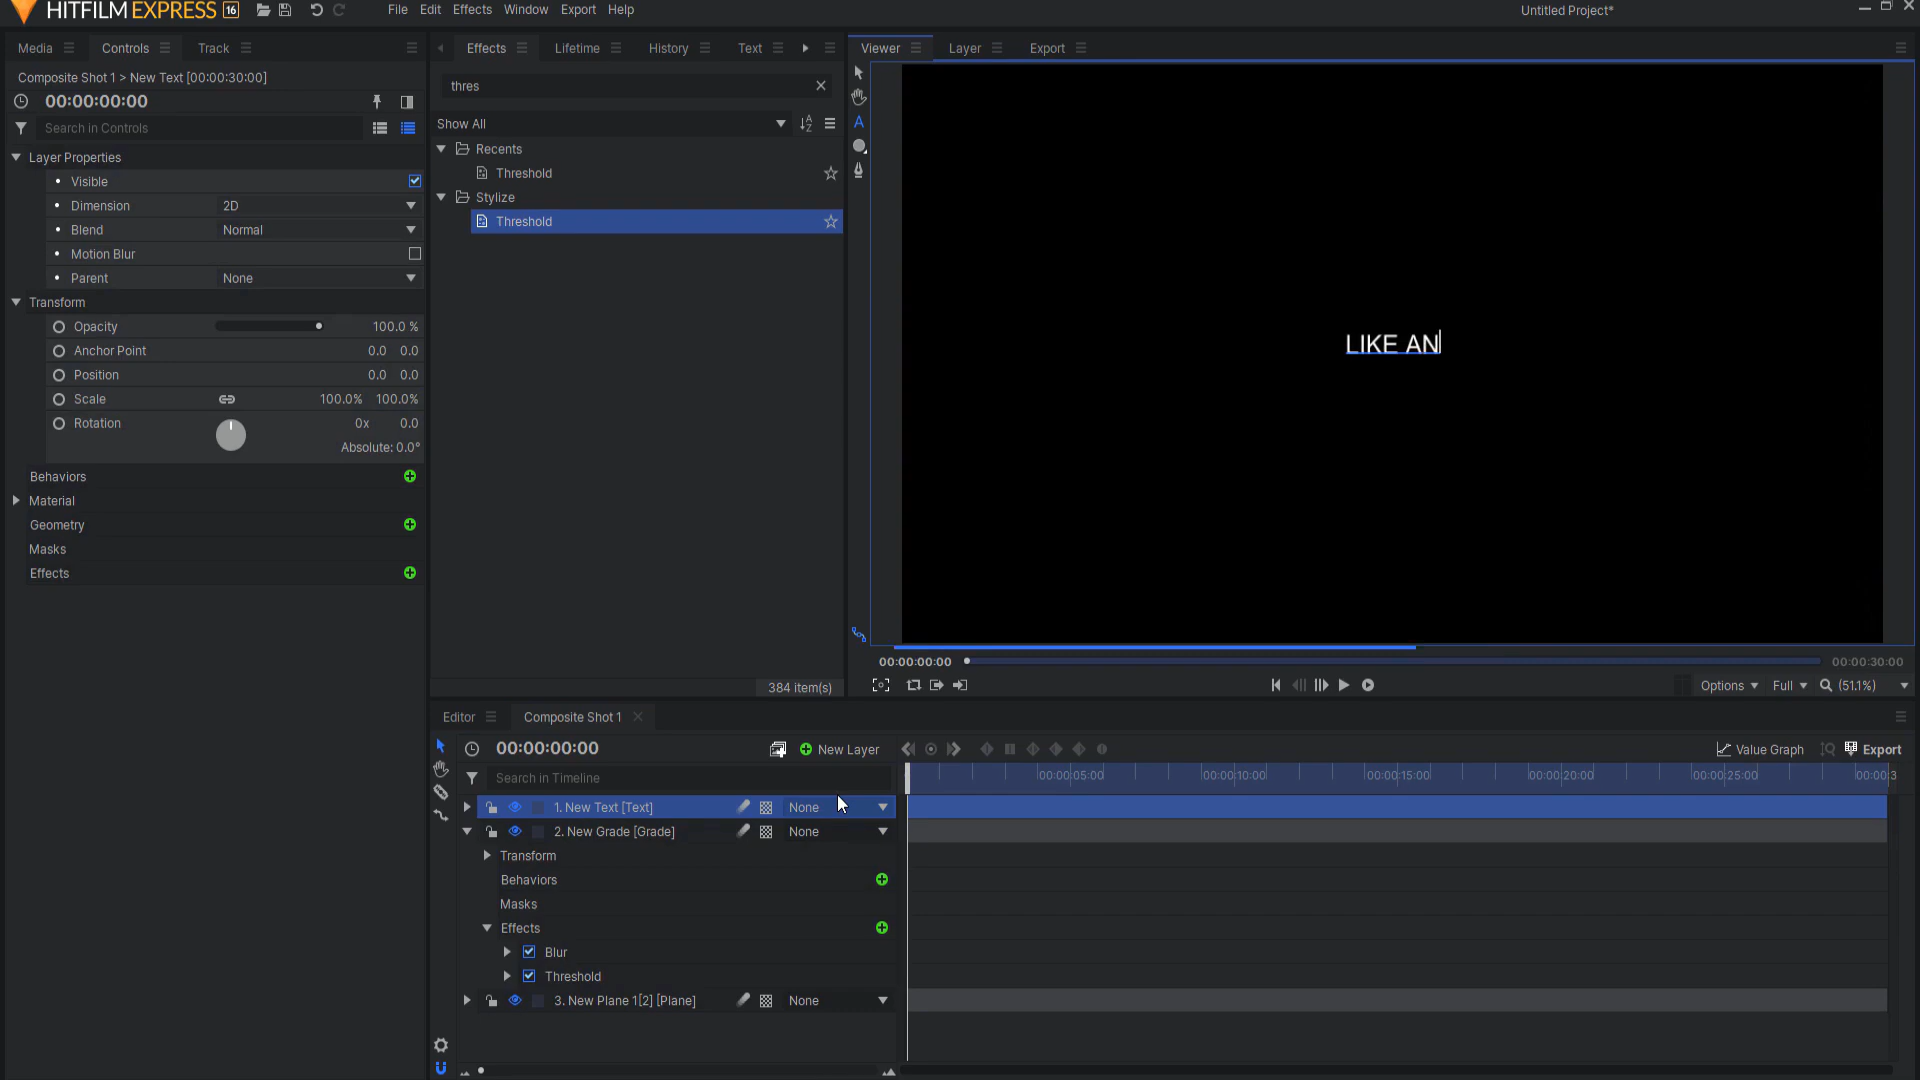 HITFILM EXPRESS 16
File Edit Effects Window Export Help
Untitled Project*
Media Controls Track
Composite Shot 1 > New Text [00:00:30:00]
00:00:00:00
Search in Controls
Layer Properties
Visible
Dimension 2D
Blend Normal
Motion Blur
Parent None
Transform
Opacity 100.0 %
Anchor Point 0.0 0.0
Position 0.0 0.0
Scale 100.0% 100.0%
Rotation 0x 0.0
Absolute: 0.0°
Behaviors
Material
Geometry
Masks
Effects
Effects Lifetime History Text
thres
Show All
Recents
Threshold
Stylize
Threshold
384 item(s)
Viewer Layer Export
LIKE AN
00:00:00:00 00:00:30:00
Options Full (51.1%)
Editor Composite Shot 1
00:00:00:00 New Layer Value Graph Export
Search in Timeline
00:00:05:00 00:00:10:00 00:00:15:00 00:00:20:00 00:00:25:00 00:00:3
1. New Text [Text] None
2. New Grade [Grade] None
Transform
Behaviors
Masks
Effects
Blur
Threshold
3. New Plane 1[2] [Plane] None